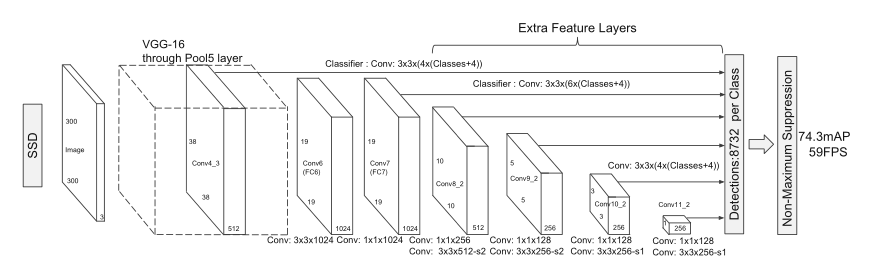 Extra Feature Layers
VGG-16
through Pool5 layer
Classifier : Conv: 3x3x(4x(Classes+4))
Classifier : Conv: 3x3x(6x(Classes+4))
SSD
300
Image
300
3
38
Conv4_3
38
512
19
Conv6
(FC6)
19
1024
19
Conv7
(FC7)
19
1024
10
Conv8_2
10
512
5
Conv9_2
5
256
Conv: 3x3x(4x(Classes+4))
3
Conv10_2
3
256
Conv11_2
1
256
Detections:8732 per Class
Non-Maximum Suppression
74.3mAP
59FPS
Conv: 3x3x1024
Conv: 1x1x1024
Conv: 1x1x256
Conv: 3x3x512-s2
Conv: 1x1x128
Conv: 3x3x256-s2
Conv: 1x1x128
Conv: 3x3x256-s1
Conv: 1x1x128
Conv: 3x3x256-s1